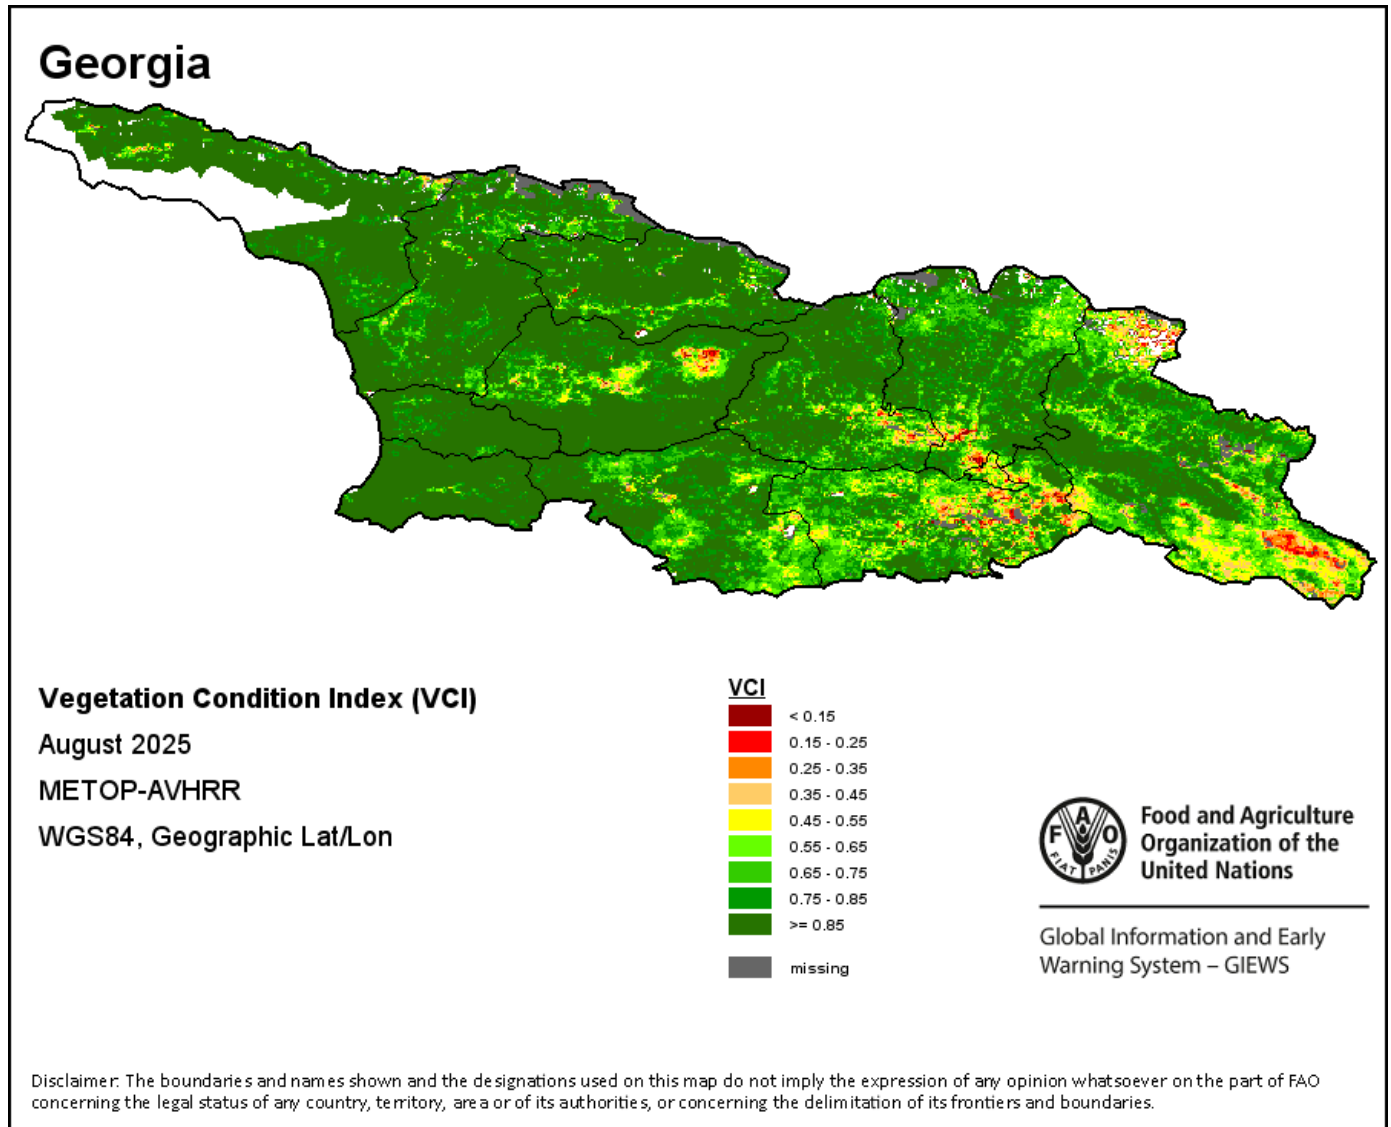 Georgia
Vegetation Condition Index (VCI)
August 2025
METOP-AVHRR
WGS84, Geographic Lat/Lon
VCI
< 0.15
0.15 - 0.25
0.25 - 0.35
0.35 - 0.45
0.45 - 0.55
0.55 - 0.65
0.65 - 0.75
0.75 - 0.85
>= 0.85
missing
F A O
FIAT PANIS
Food and Agriculture
Organization of the
United Nations
Global Information and Early
Warning System – GIEWS
Disclaimer: The boundaries and names shown and the designations used on this map do not imply the expression of any opinion whatsoever on the part of FAO
concerning the legal status of any country, territory, area or of its authorities, or concerning the delimitation of its frontiers and boundaries.